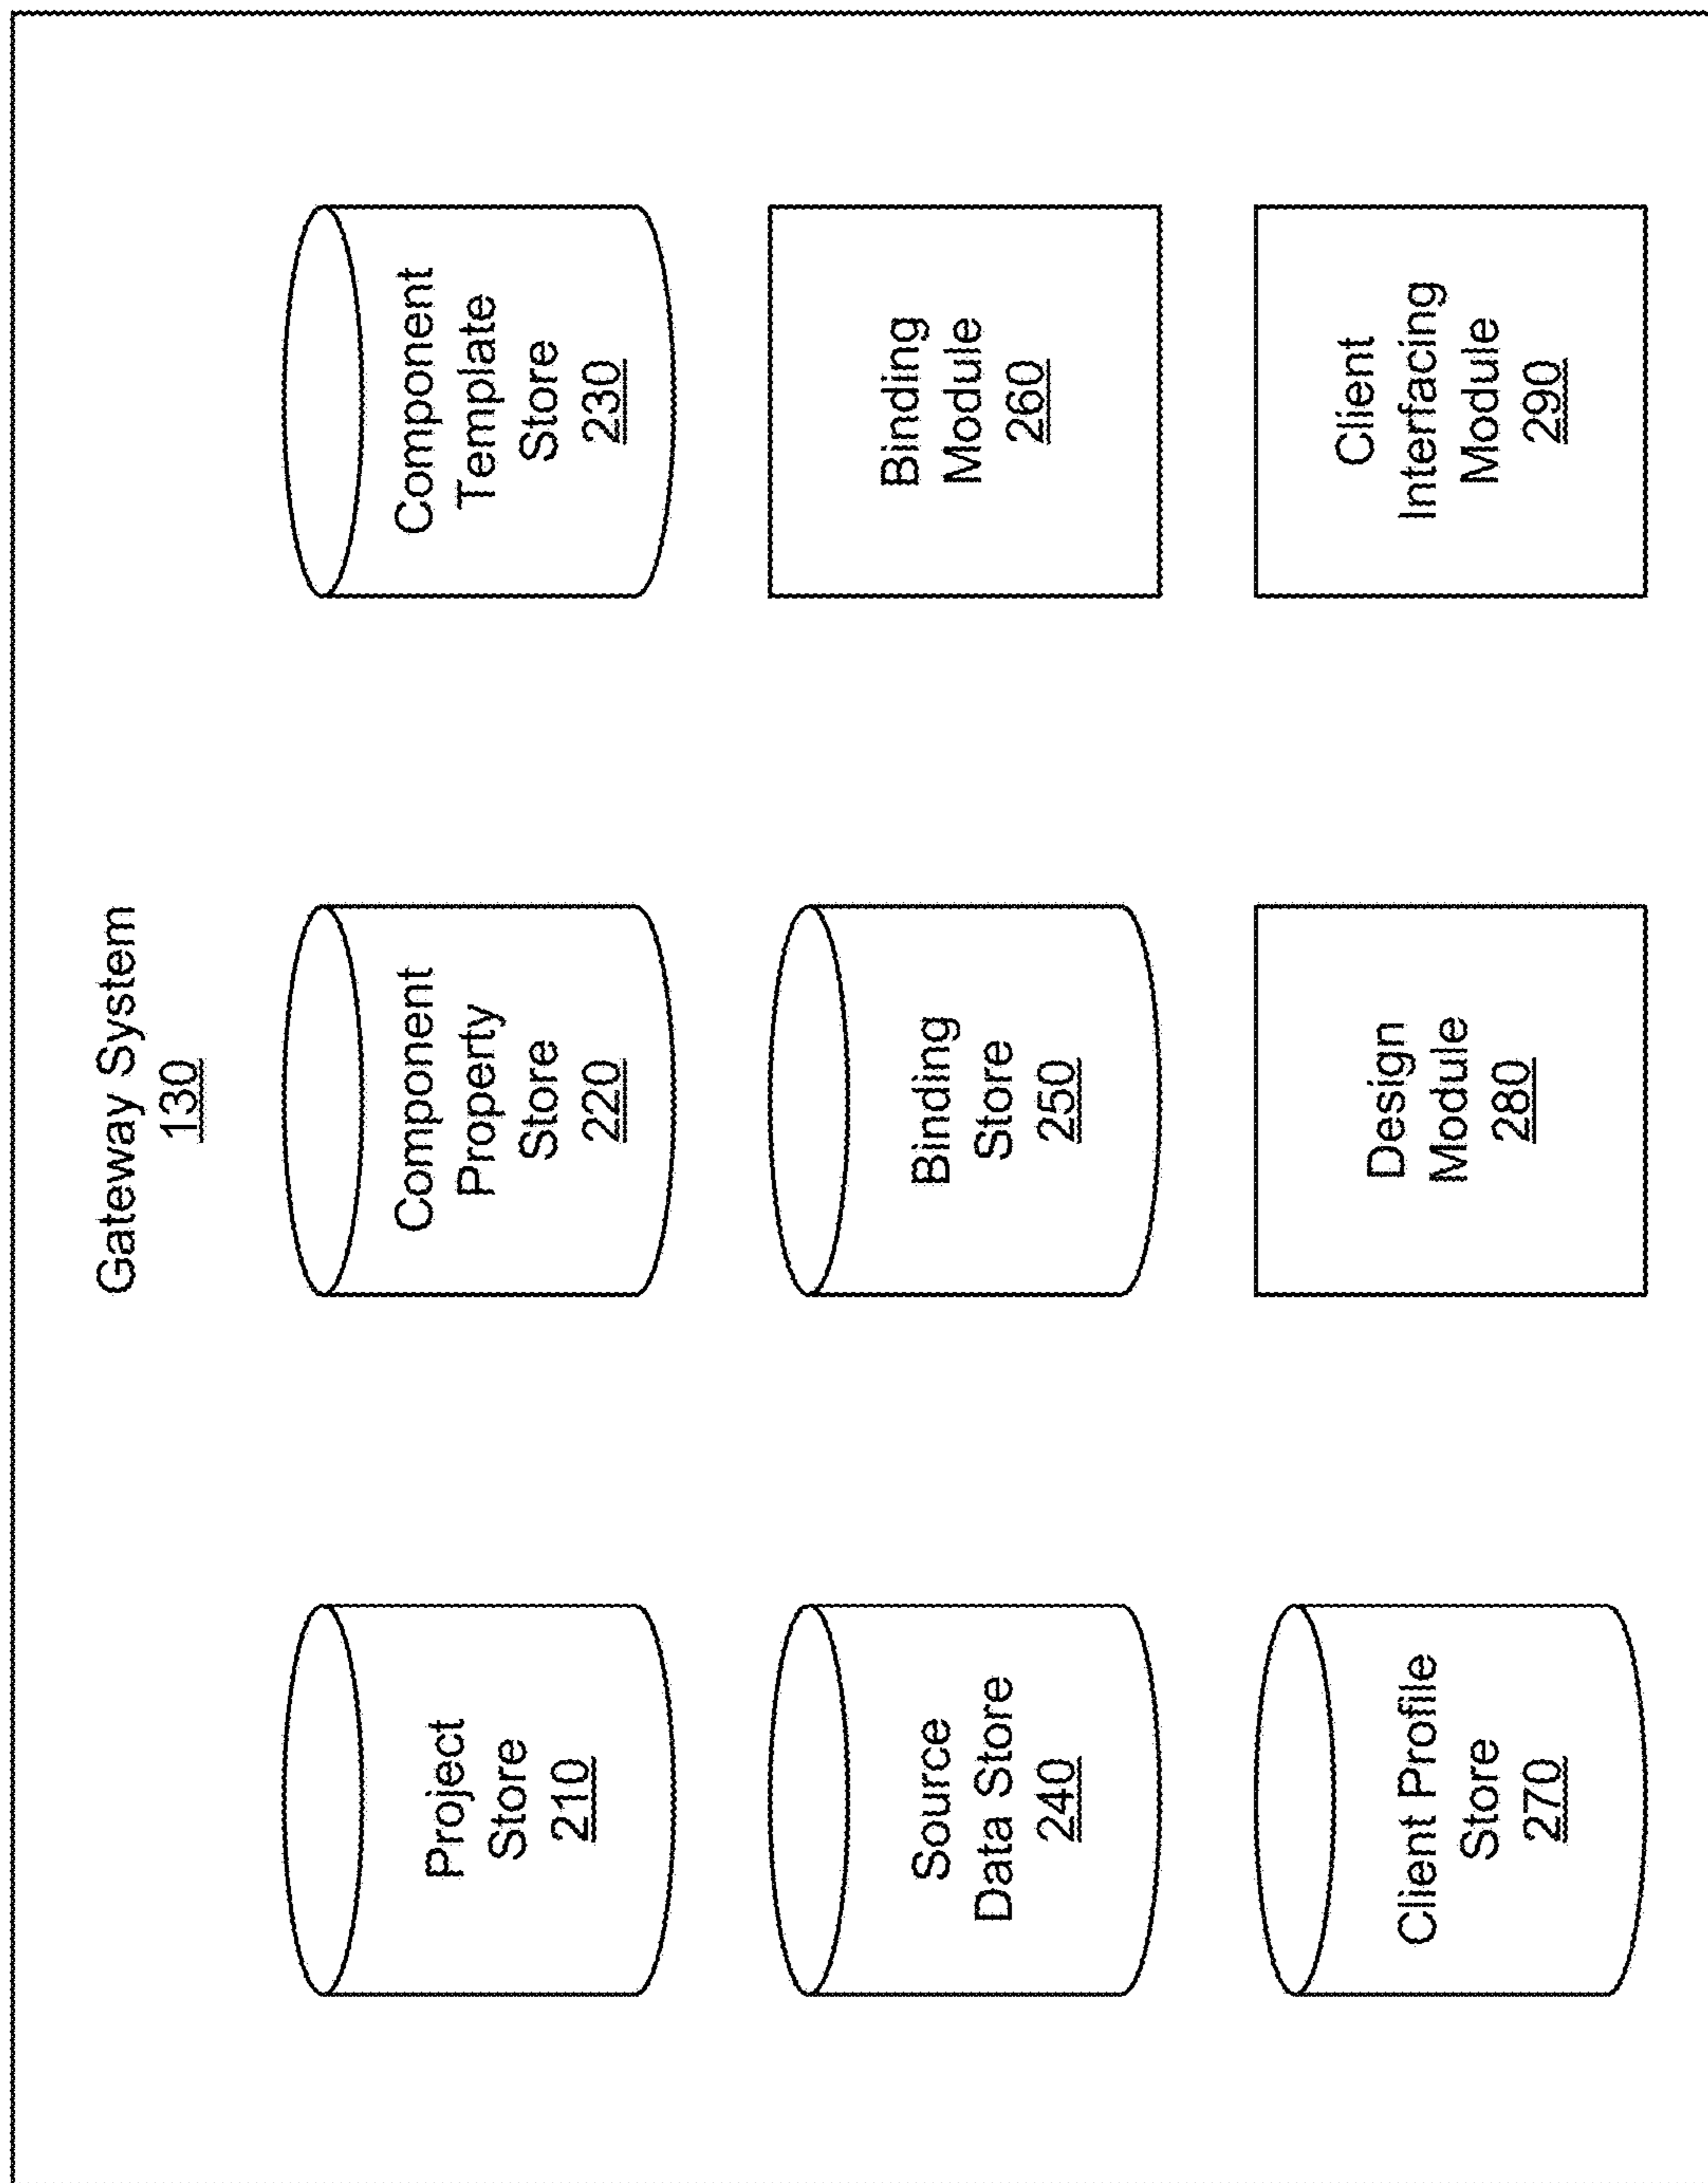 Gateway System
130
Project
Store
210
Component
Property
Store
220
Component
Template
Store
230
Source
Data Store
240
Binding
Store
250
Binding
Module
260
Client Profile
Store
270
Design
Module
280
Client
Interfacing
Module
290